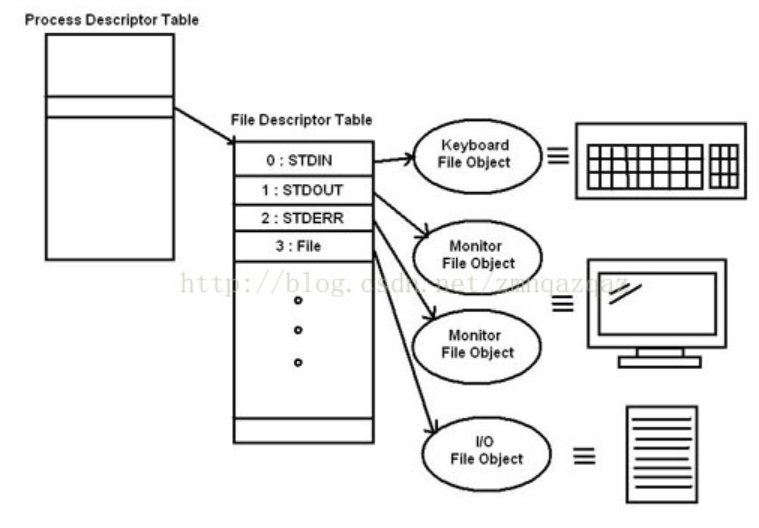 Process Descriptor Table
File Descriptor Table
0 : STDIN
1 : STDOUT
2 : STDERR
3 : File
Keyboard
File Object
Monitor
File Object
http://blog.csdn.net/zmnqazqaz
Monitor
File Object
I/O
File Object